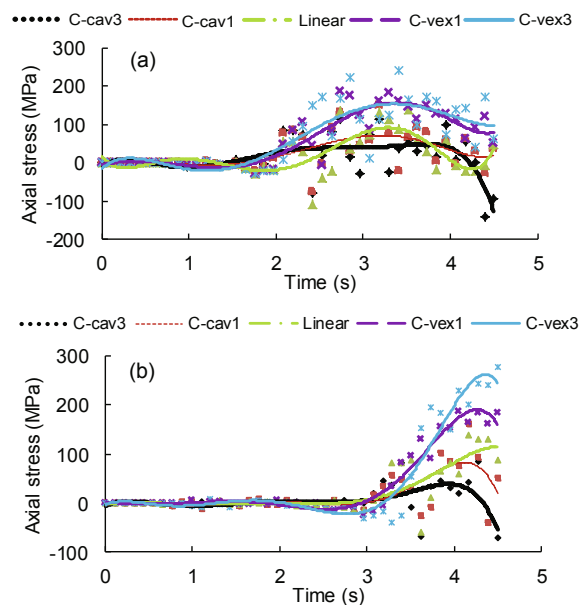 C-cav3 C-cav1 Linear C-vex1 C-vex3
(a)
300
200
100
0
-100
-200
Axial stress (MPa)
0 1 2 3 4 5
Time (s)
C-cav3 C-cav1 Linear C-vex1 C-vex3
(b)
300
200
100
0
-100
Axial stress (MPa)
0 1 2 3 4 5
Time (s)